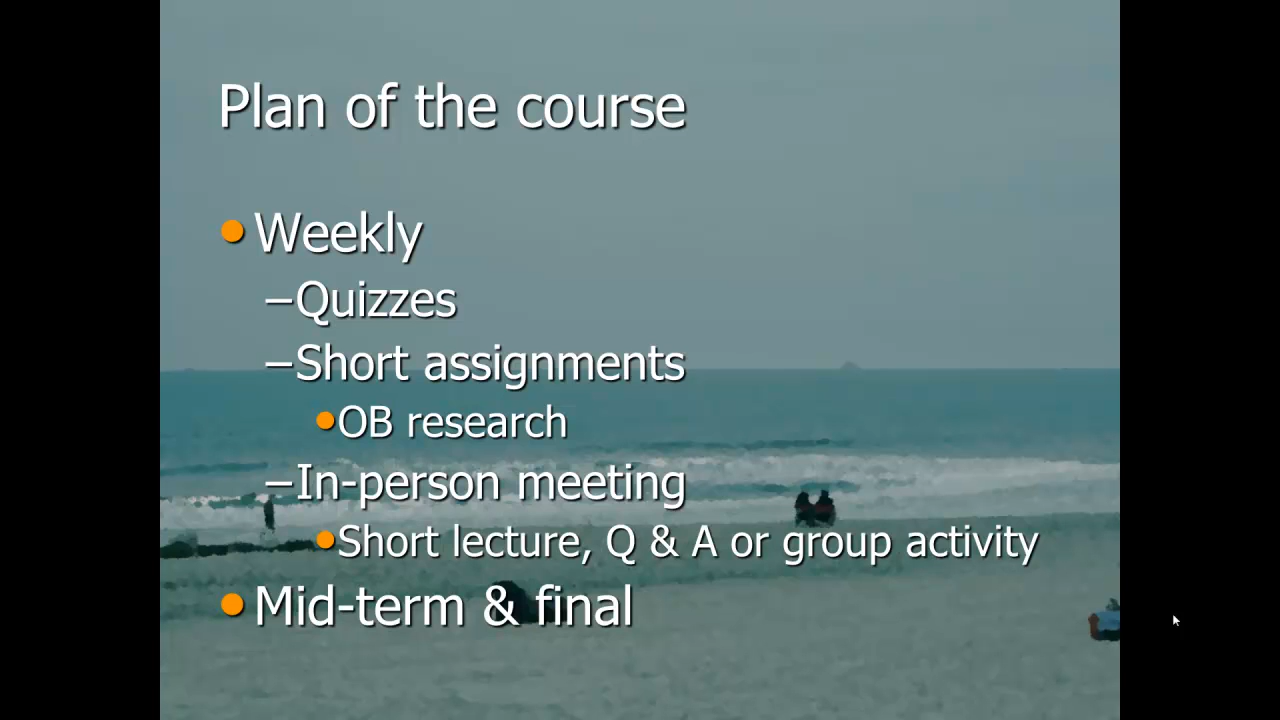 Plan of the course
• Weekly
–Quizzes
–Short assignments
•OB research
–In-person meeting
•Short lecture, Q & A or group activity
• Mid-term & final